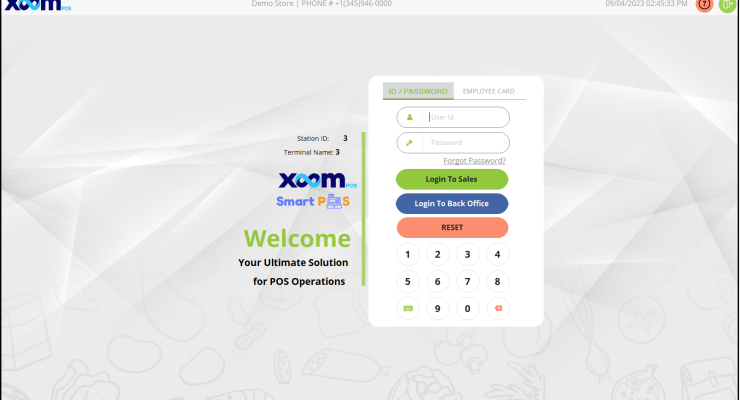 xoom POS
Demo Store | PHONE # +1(345)946-0000
09/04/2023 02:45:33 PM
?
ID / PASSWORD
EMPLOYEE CARD
User Id
Password
Forgot Password?
Login To Sales
Login To Back Office
RESET
1 2 3 4
5 6 7 8
9 0
Station ID: 3
Terminal Name: 3
xoom POS
Smart POS
Welcome
Your Ultimate Solution
for POS Operations